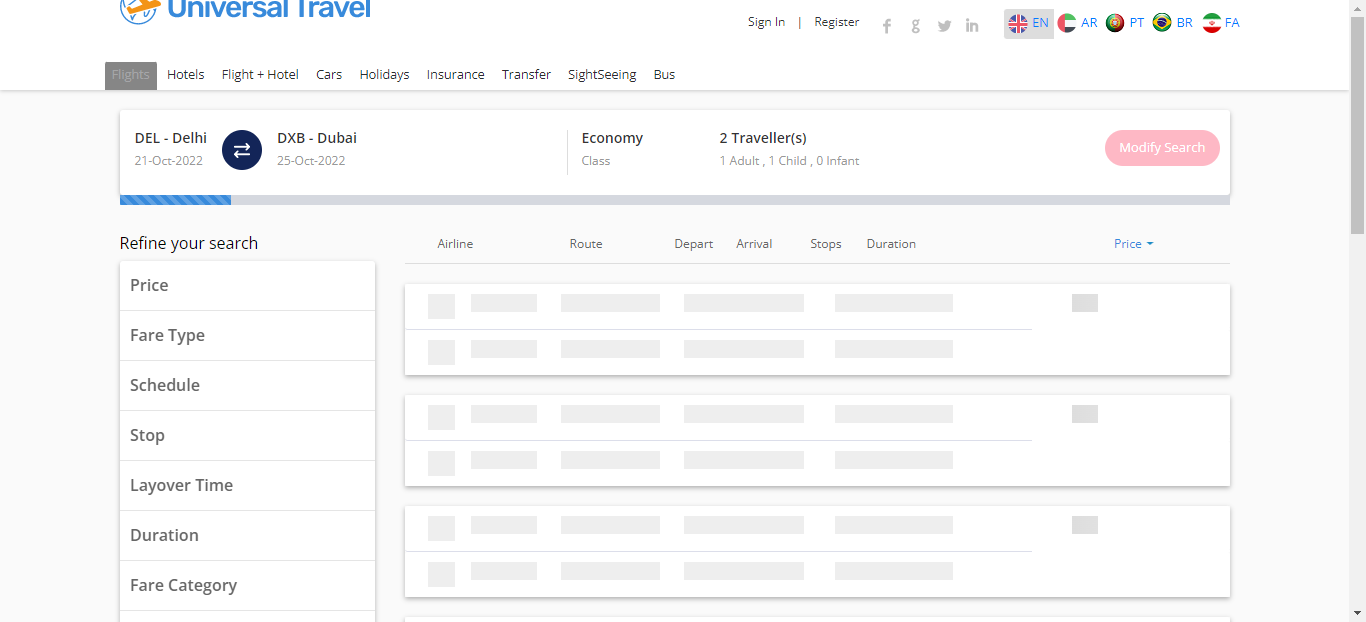 Universal Travel
Sign In | Register
EN AR PT BR FA
Flights Hotels Flight + Hotel Cars Holidays Insurance Transfer SightSeeing Bus
DEL - Delhi DXB - Dubai Economy 2 Traveller(s) Modify Search
21-Oct-2022 25-Oct-2022 Class 1 Adult , 1 Child , 0 Infant
Refine your search
Airline Route Depart Arrival Stops Duration Price
Price
Fare Type
Schedule
Stop
Layover Time
Duration
Fare Category